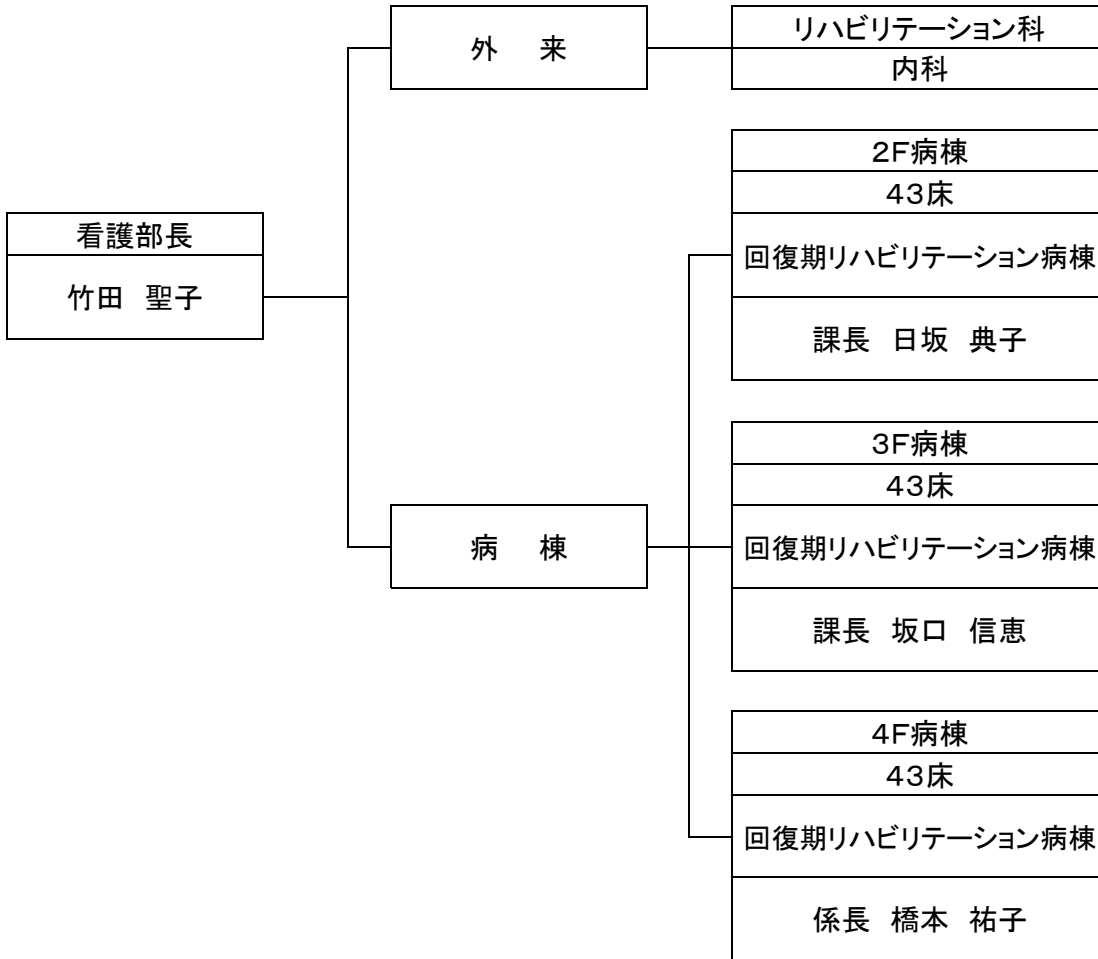 外　来
リハビリテーション科
内科
看護部長
竹田　聖子
病　棟
２Ｆ病棟
４３床
回復期リハビリテーション病棟
課長　日坂　典子
３Ｆ病棟
４３床
回復期リハビリテーション病棟
課長　坂口　信恵
４Ｆ病棟
４３床
回復期リハビリテーション病棟
係長　橋本　祐子